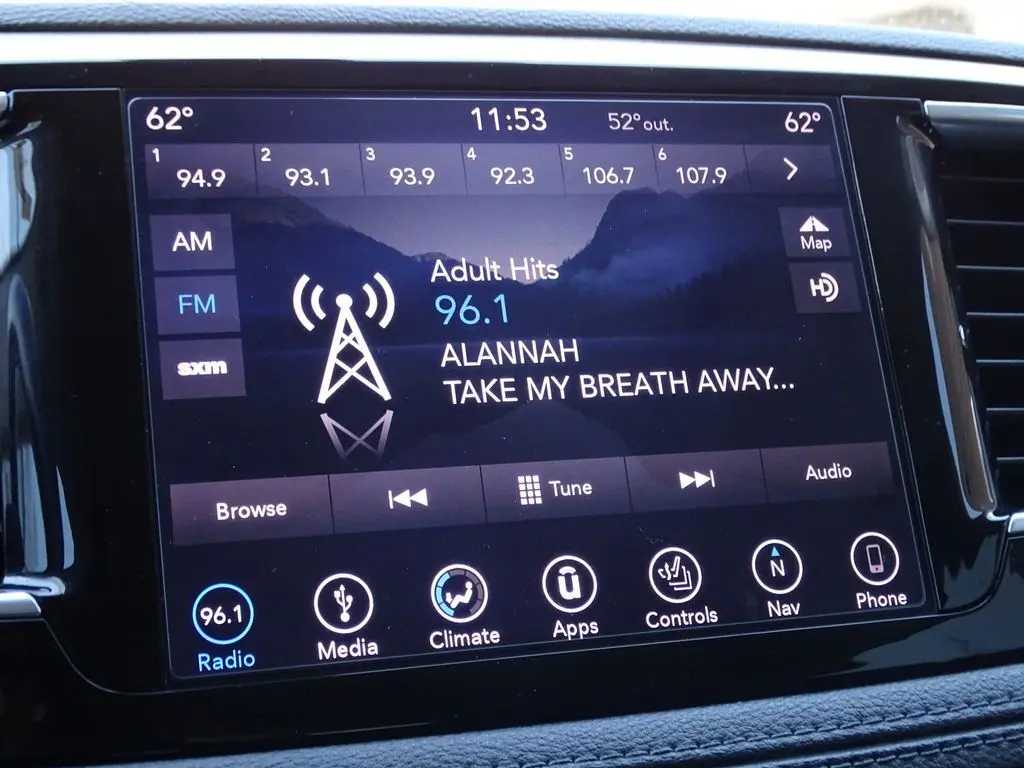 62° 11:53 52° out. 62°
1 94.9 2 93.1 3 93.9 4 92.3 5 106.7 6 107.9
AM
Map
FM
HD
sxm
Adult Hits
96.1
ALANNAH
TAKE MY BREATH AWAY...
Browse Tune Audio
96.1 N
Radio Media Climate Apps Controls Nav Phone